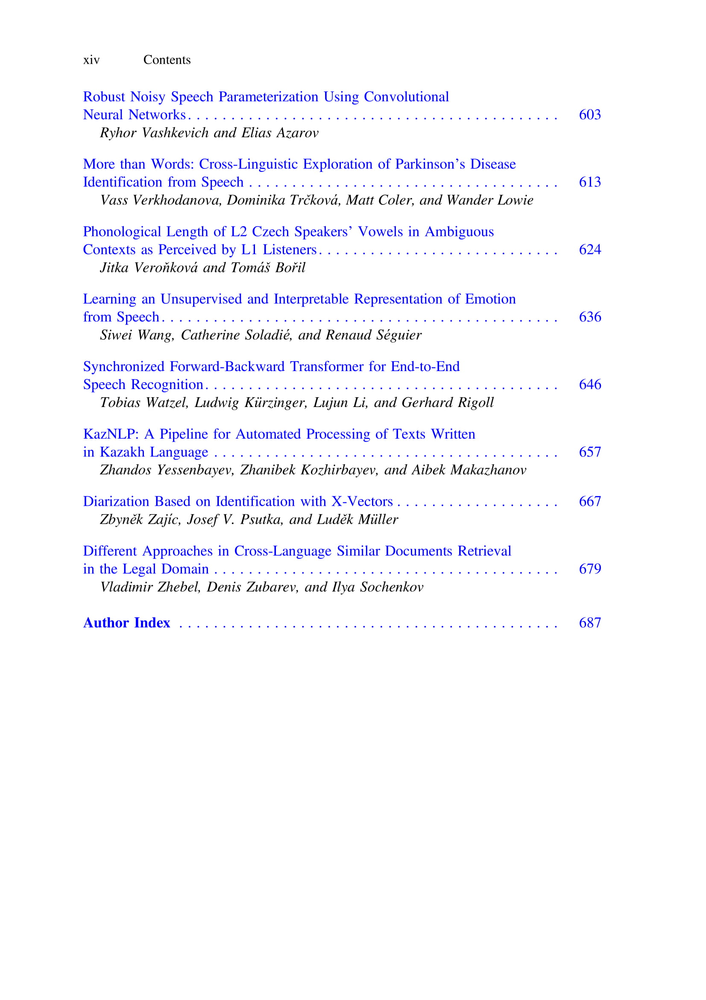 xiv Contents
Robust Noisy Speech Parameterization Using Convolutional
Neural Networks. . . . . . . . . . . . . . . . . . . . . . . . . . . . . . . . . . . . . . . . . . . 603
Ryhor Vashkevich and Elias Azarov
More than Words: Cross-Linguistic Exploration of Parkinson’s Disease
Identification from Speech . . . . . . . . . . . . . . . . . . . . . . . . . . . . . . . . . . . . 613
Vass Verkhodanova, Dominika Trčková, Matt Coler, and Wander Lowie
Phonological Length of L2 Czech Speakers’ Vowels in Ambiguous
Contexts as Perceived by L1 Listeners. . . . . . . . . . . . . . . . . . . . . . . . . . . . 624
Jitka Veroňková and Tomáš Bořil
Learning an Unsupervised and Interpretable Representation of Emotion
from Speech. . . . . . . . . . . . . . . . . . . . . . . . . . . . . . . . . . . . . . . . . . . . . . 636
Siwei Wang, Catherine Soladié, and Renaud Séguier
Synchronized Forward-Backward Transformer for End-to-End
Speech Recognition. . . . . . . . . . . . . . . . . . . . . . . . . . . . . . . . . . . . . . . . . 646
Tobias Watzel, Ludwig Kürzinger, Lujun Li, and Gerhard Rigoll
KazNLP: A Pipeline for Automated Processing of Texts Written
in Kazakh Language . . . . . . . . . . . . . . . . . . . . . . . . . . . . . . . . . . . . . . . . 657
Zhandos Yessenbayev, Zhanibek Kozhirbayev, and Aibek Makazhanov
Diarization Based on Identification with X-Vectors . . . . . . . . . . . . . . . . . . . 667
Zbyněk Zajíc, Josef V. Psutka, and Luděk Müller
Different Approaches in Cross-Language Similar Documents Retrieval
in the Legal Domain . . . . . . . . . . . . . . . . . . . . . . . . . . . . . . . . . . . . . . . . 679
Vladimir Zhebel, Denis Zubarev, and Ilya Sochenkov
Author Index . . . . . . . . . . . . . . . . . . . . . . . . . . . . . . . . . . . . . . . . . . . . 687